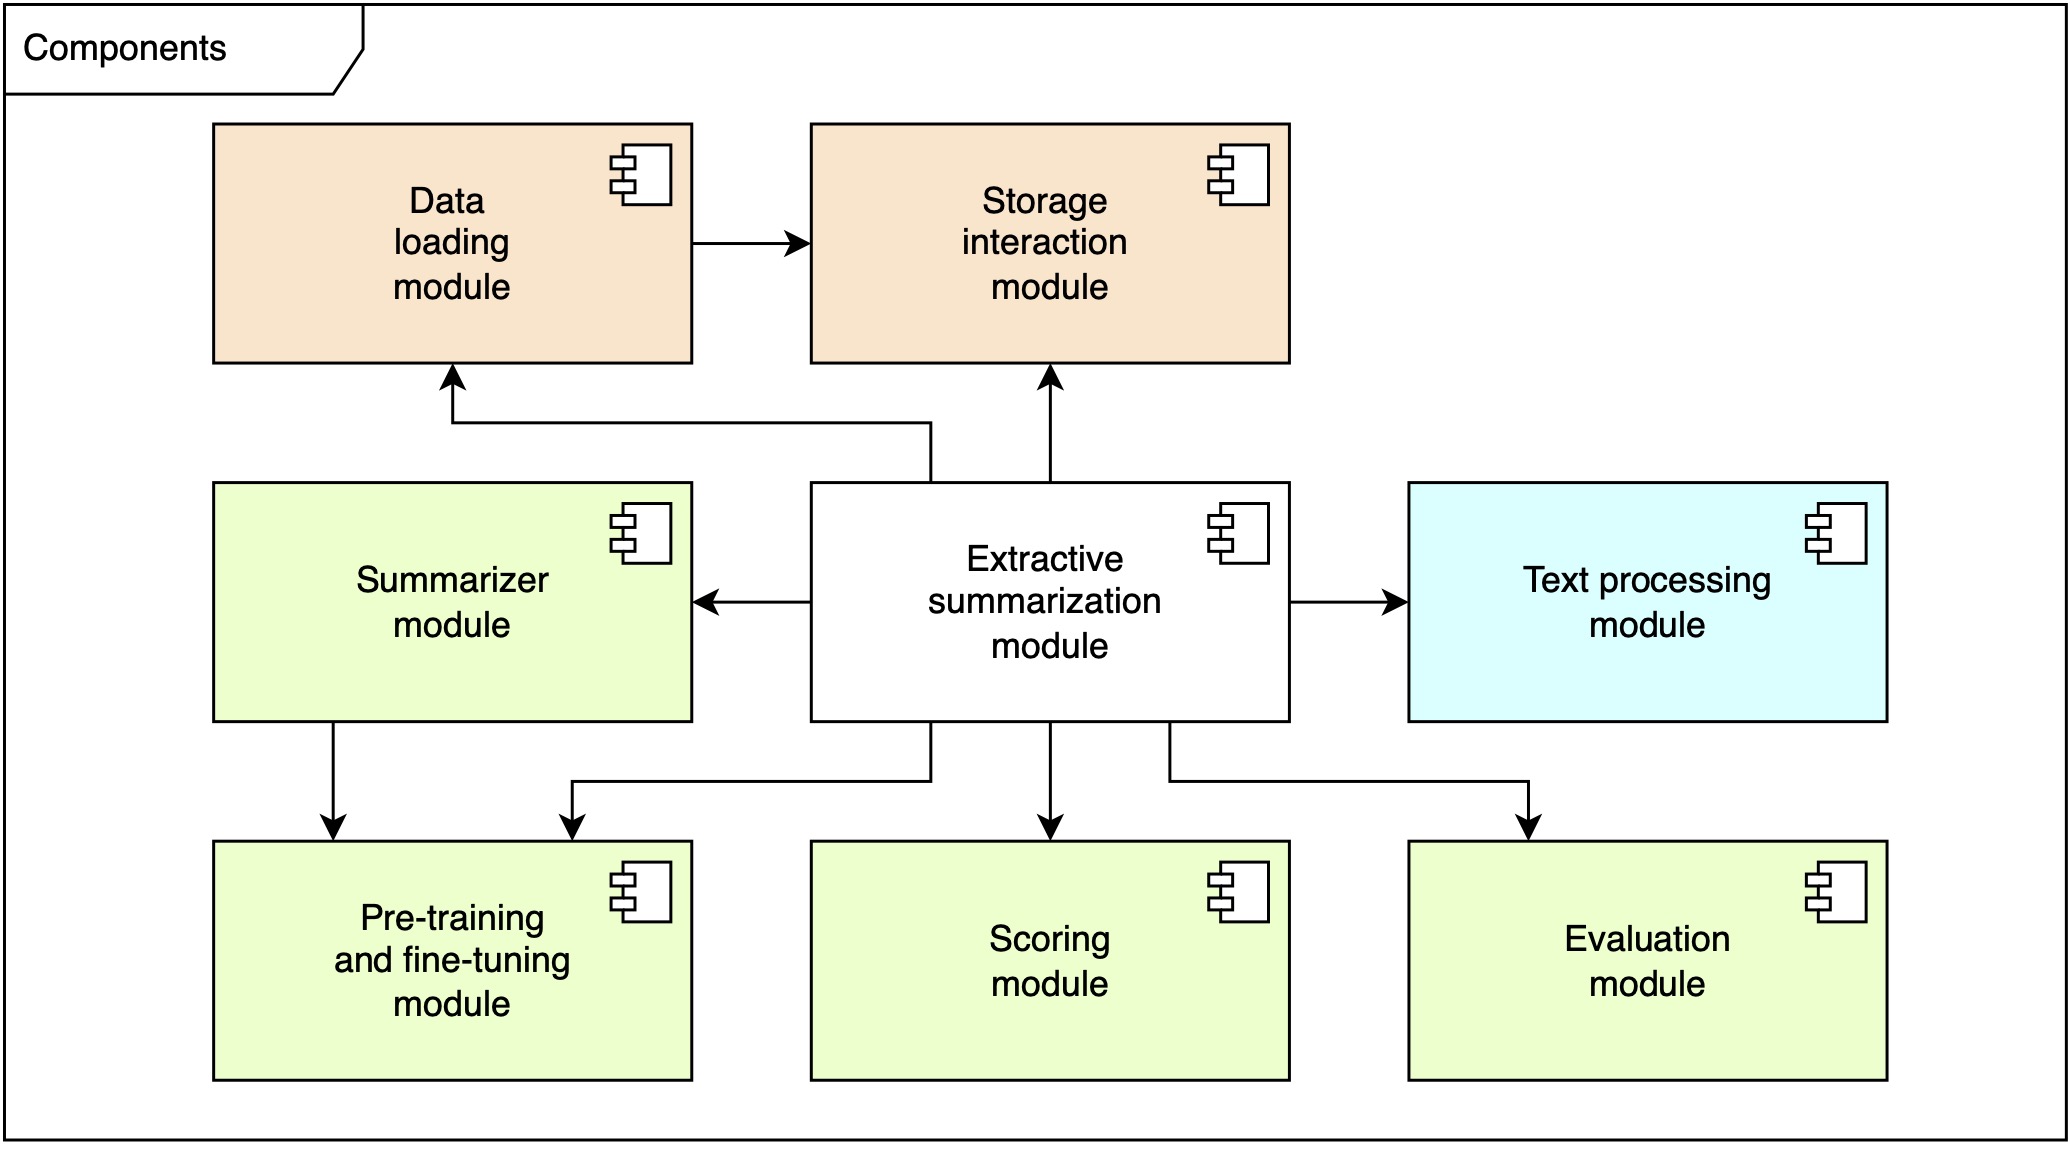 Components
Data
loading
module
Storage
interaction
module
Summarizer
module
Extractive
summarization
module
Text processing
module
Pre-training
and fine-tuning
module
Scoring
module
Evaluation
module